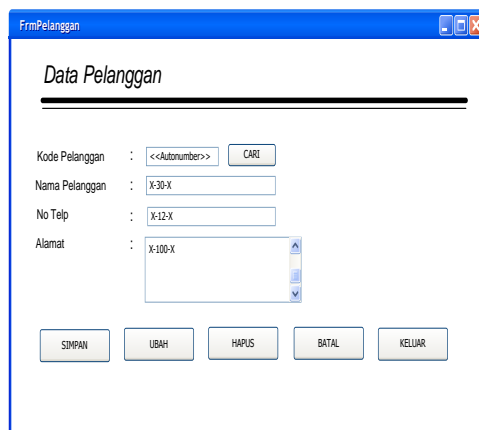 FrmPelanggan
Data Pelanggan
Kode Pelanggan : <<Autonumber>> CARI
Nama Pelanggan : X-30-X
No Telp : X-12-X
Alamat : X-100-X
SIMPAN UBAH HAPUS BATAL KELUAR